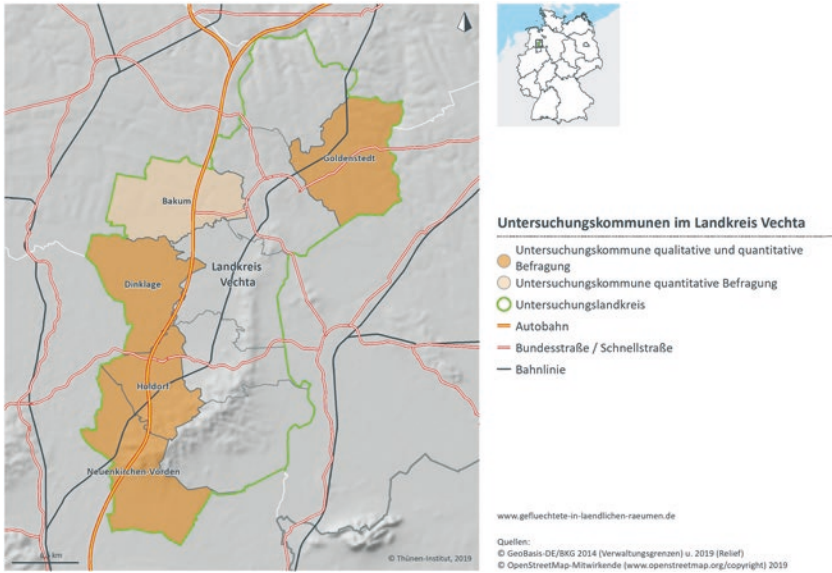 Goldenstedt
Bakum
Landkreis
Vechta
Dinklage
Holdorf
Neuenkirchen-Vörden
km
© Thünen-Institut, 2019
Untersuchungskommunen im Landkreis Vechta
Untersuchungskommune qualitative und quantitative
Befragung
Untersuchungskommune quantitative Befragung
Untersuchungslandkreis
Autobahn
Bundesstraße / Schnellstraße
Bahnlinie
www.gefluechtete-in-laendlichen-raeumen.de
Quellen:
© GeoBasis-DE/BKG 2014 (Verwaltungsgrenzen) u. 2019 (Relief)
© OpenStreetMap-Mitwirkende (www.openstreetmap.org/copyright) 2019